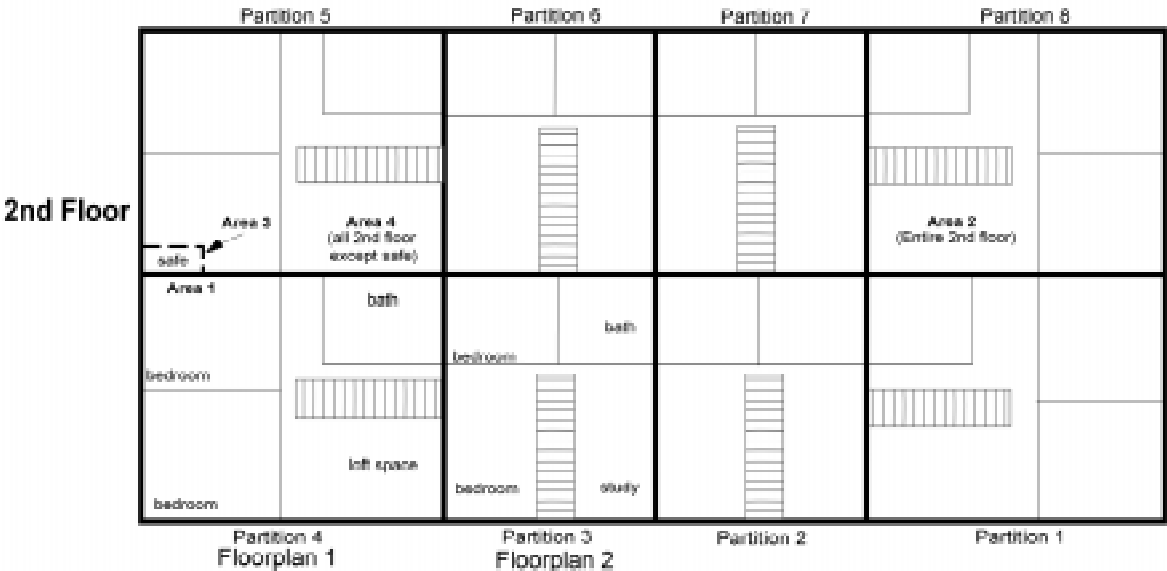 Partition 5
Partition 6
Partition 7
Partition 8
2nd Floor
Area 3
Area 4
(all 2nd floor
except safe)
Area 2
(Entire 2nd floor)
safe
Area 1
bath
bath
bedroom
bedroom
loft space
bedroom
study
bedroom
Partition 4
Partition 3
Partition 2
Partition 1
Floorplan 1
Floorplan 2